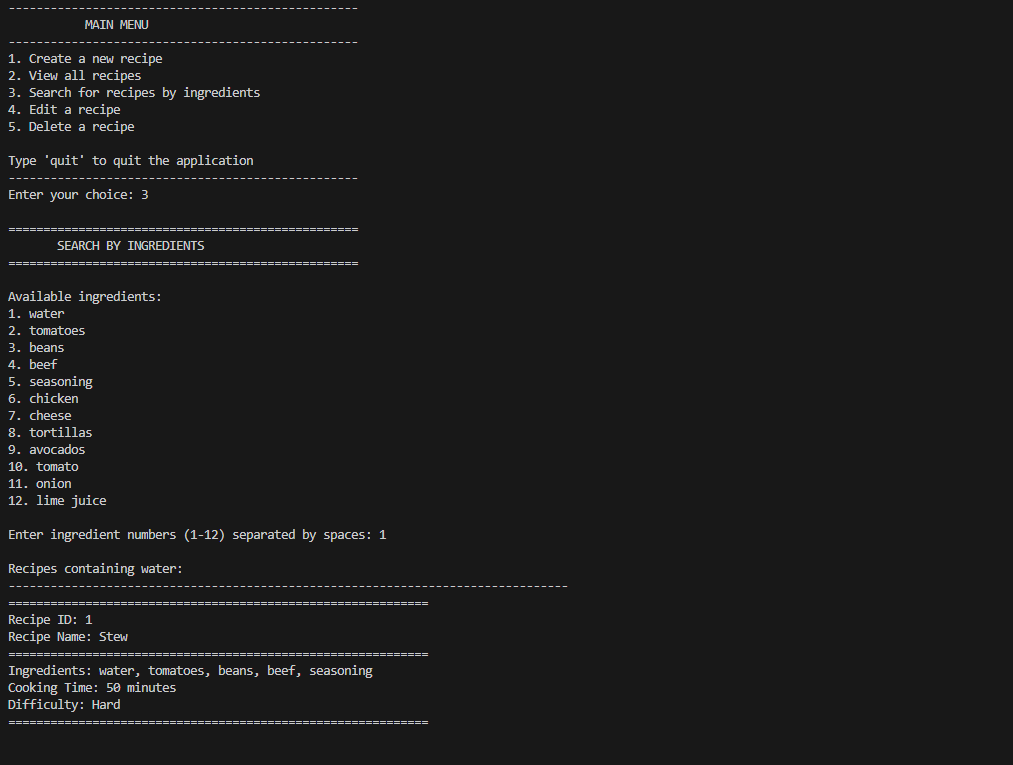 --------------------------------------------------
MAIN MENU
--------------------------------------------------
1. Create a new recipe
2. View all recipes
3. Search for recipes by ingredients
4. Edit a recipe
5. Delete a recipe
Type 'quit' to quit the application
--------------------------------------------------
Enter your choice: 3
==================================================
SEARCH BY INGREDIENTS
==================================================
Available ingredients:
1. water
2. tomatoes
3. beans
4. beef
5. seasoning
6. chicken
7. cheese
8. tortillas
9. avocados
10. tomato
11. onion
12. lime juice
Enter ingredient numbers (1-12) separated by spaces: 1
Recipes containing water:
--------------------------------------------------------------------------------
============================================================
Recipe ID: 1
Recipe Name: Stew
============================================================
Ingredients: water, tomatoes, beans, beef, seasoning
Cooking Time: 50 minutes
Difficulty: Hard
============================================================